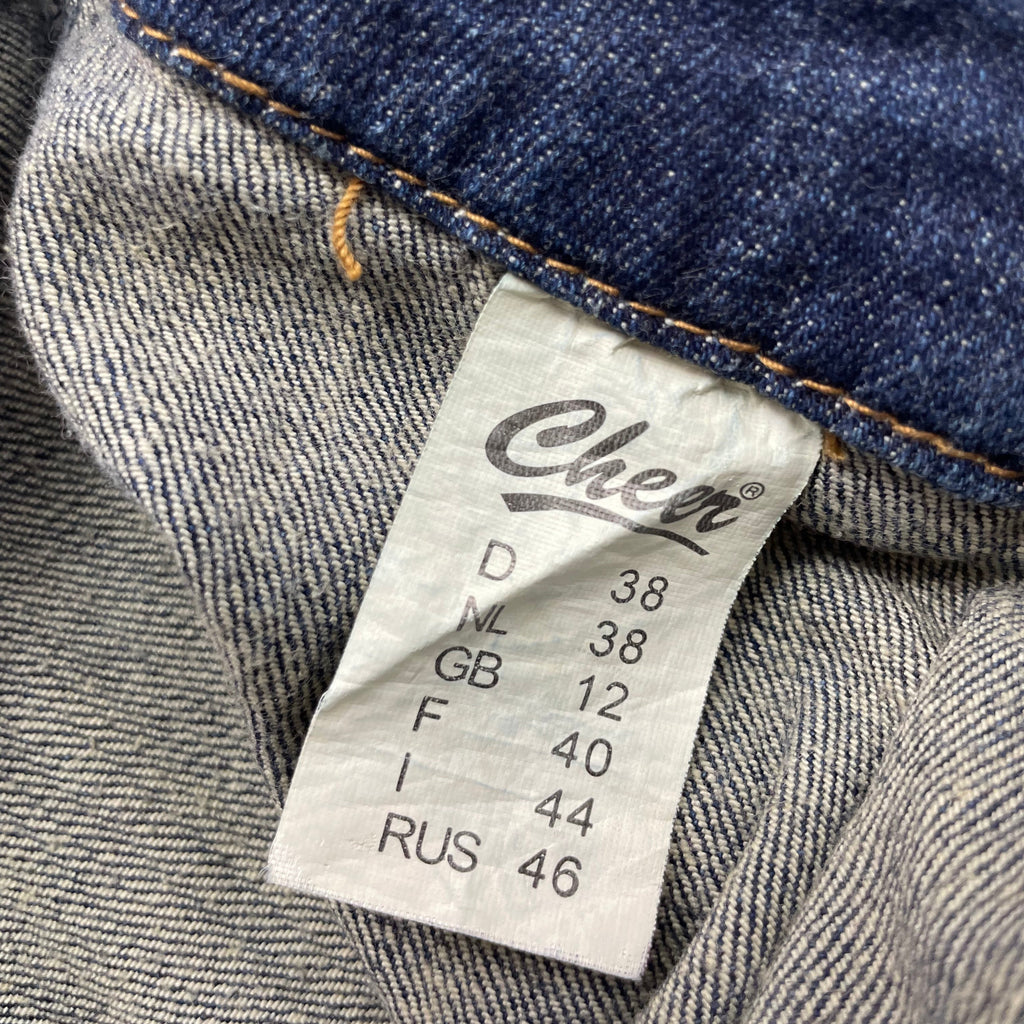 Cheer®
D 38
NL 38
GB 12
F 40
I 44
RUS 46